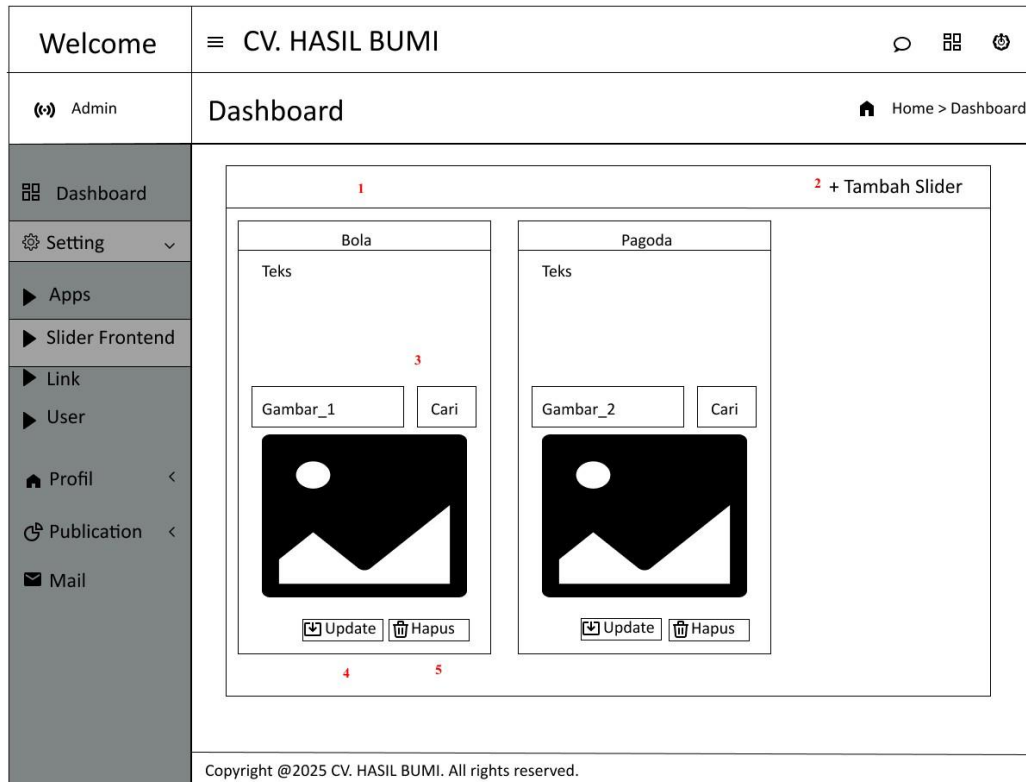 Welcome
CV. HASIL BUMI
Admin
Dashboard
Home > Dashboard
Dashboard
Setting
Apps
Slider Frontend
Link
User
Profil
Publication
Mail
1
2 + Tambah Slider
Bola
Pagoda
Teks
Teks
3
Gambar_1
Cari
Gambar_2
Cari
Update
Hapus
Update
Hapus
4
5
Copyright @2025 CV. HASIL BUMI. All rights reserved.